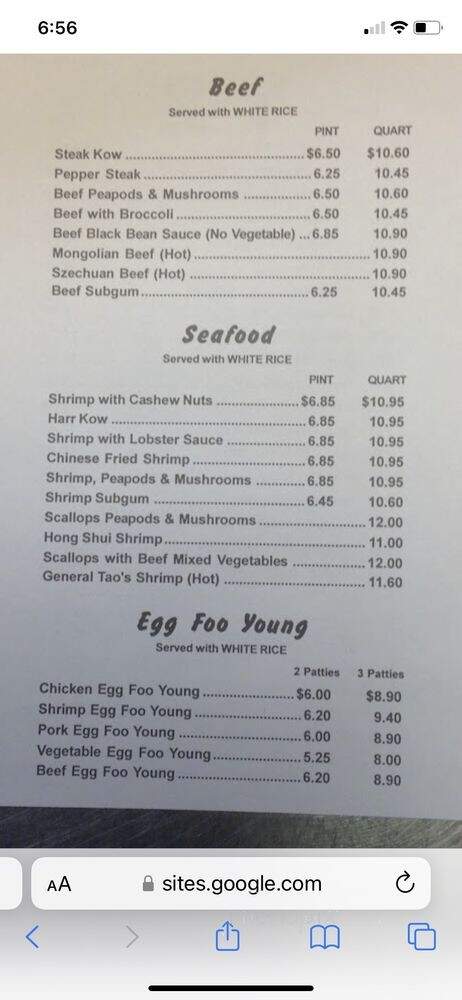 6:56
Beef
Served with WHITE RICE
PINT QUART
Steak Kow ............ $6.50 $10.60
Pepper Steak ............ 6.25 10.45
Beef Peapods & Mushrooms ............ 6.50 10.60
Beef with Broccoli ............ 6.50 10.45
Beef Black Bean Sauce (No Vegetable) ... 6.85 10.90
Mongolian Beef (Hot) ............ 10.90
Szechuan Beef (Hot) ............ 10.90
Beef Subgum ............ 6.25 10.45
Seafood
Served with WHITE RICE
PINT QUART
Shrimp with Cashew Nuts ............ $6.85 $10.95
Harr Kow ............ 6.85 10.95
Shrimp with Lobster Sauce ............ 6.85 10.95
Chinese Fried Shrimp ............ 6.85 10.95
Shrimp, Peapods & Mushrooms ............ 6.85 10.95
Shrimp Subgum ............ 6.45 10.60
Scallops Peapods & Mushrooms ............ 12.00
Hong Shui Shrimp ............ 11.00
Scallops with Beef Mixed Vegetables ............ 12.00
General Tao's Shrimp (Hot) ............ 11.60
Egg Foo Young
Served with WHITE RICE
2 Patties 3 Patties
Chicken Egg Foo Young ............ $6.00 $8.90
Shrimp Egg Foo Young ............ 6.20 9.40
Pork Egg Foo Young ............ 6.00 8.90
Vegetable Egg Foo Young ............ 5.25 8.00
Beef Egg Foo Young ............ 6.20 8.90
AA sites.google.com